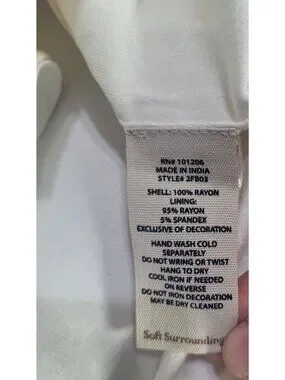 RN# 101206
MADE IN INDIA
STYLE# 2FB03
SHELL: 100% RAYON
LINING:
95% RAYON
5% SPANDEX
EXCLUSIVE OF DECORATION
HAND WASH COLD
SEPARATELY
DO NOT WRING OR TWIST
HANG TO DRY
COOL IRON IF NEEDED
ON REVERSE
DO NOT IRON DECORATION
MAY BE DRY CLEANED
Soft Surrounding